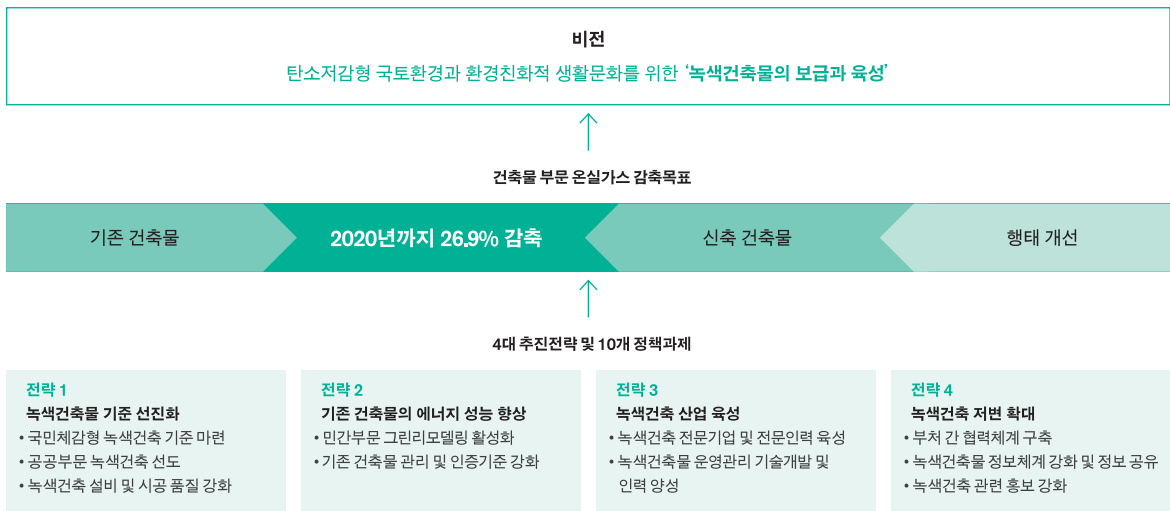 비전
탄소저감형 국토환경과 환경친화적 생활문화를 위한 ‘녹색건축물의 보급과 육성’
건축물 부문 온실가스 감축목표
기존 건축물
2020년까지 26.9% 감축
신축 건축물
행태 개선
4대 추진전략 및 10개 정책과제
전략 1
녹색건축물 기준 선진화
• 국민체감형 녹색건축 기준 마련
• 공공부문 녹색건축 선도
• 녹색건축 설비 및 시공 품질 강화
전략 2
기존 건축물의 에너지 성능 향상
• 민간부문 그린리모델링 활성화
• 기존 건축물 관리 및 인증기준 강화
전략 3
녹색건축 산업 육성
• 녹색건축 전문기업 및 전문인력 육성
• 녹색건축물 운영관리 기술개발 및
인력 양성
전략 4
녹색건축 저변 확대
• 부처 간 협력체계 구축
• 녹색건축물 정보체계 강화 및 정보 공유
• 녹색건축 관련 홍보 강화